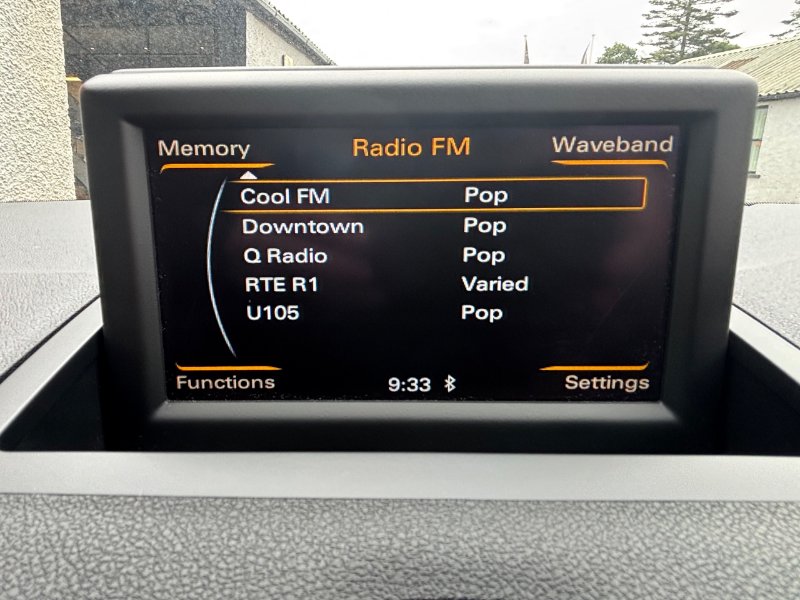 Memory Radio FM Waveband
Cool FM Pop
Downtown Pop
Q Radio Pop
RTE R1 Varied
U105 Pop
Functions 9:33 Settings